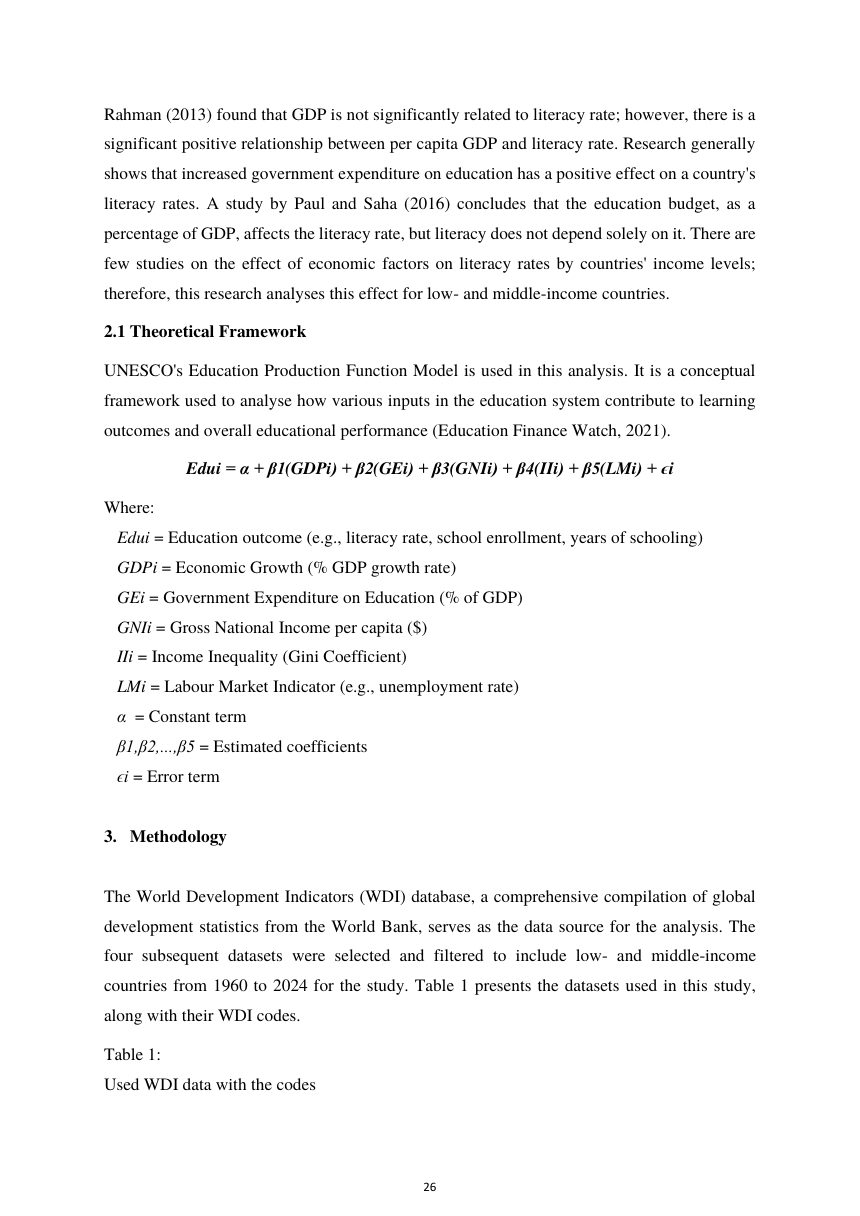 Rahman (2013) found that GDP is not significantly related to literacy rate; however, there is a
significant positive relationship between per capita GDP and literacy rate. Research generally
shows that increased government expenditure on education has a positive effect on a country's
literacy rates. A study by Paul and Saha (2016) concludes that the education budget, as a
percentage of GDP, affects the literacy rate, but literacy does not depend solely on it. There are
few studies on the effect of economic factors on literacy rates by countries' income levels;
therefore, this research analyses this effect for low- and middle-income countries.
2.1 Theoretical Framework
UNESCO's Education Production Function Model is used in this analysis. It is a conceptual
framework used to analyse how various inputs in the education system contribute to learning
outcomes and overall educational performance (Education Finance Watch, 2021).
Edui = α + β1(GDPi) + β2(GEi) + β3(GNIi) + β4(IIi) + β5(LMi) + ϵi
Where:
Edui = Education outcome (e.g., literacy rate, school enrollment, years of schooling)
GDPi = Economic Growth (% GDP growth rate)
GEi = Government Expenditure on Education (% of GDP)
GNIi = Gross National Income per capita ($)
IIi = Income Inequality (Gini Coefficient)
LMi = Labour Market Indicator (e.g., unemployment rate)
α = Constant term
β1,β2,...,β5 = Estimated coefficients
ϵi = Error term
3. Methodology
The World Development Indicators (WDI) database, a comprehensive compilation of global
development statistics from the World Bank, serves as the data source for the analysis. The
four subsequent datasets were selected and filtered to include low- and middle-income
countries from 1960 to 2024 for the study. Table 1 presents the datasets used in this study,
along with their WDI codes.
Table 1:
Used WDI data with the codes
26